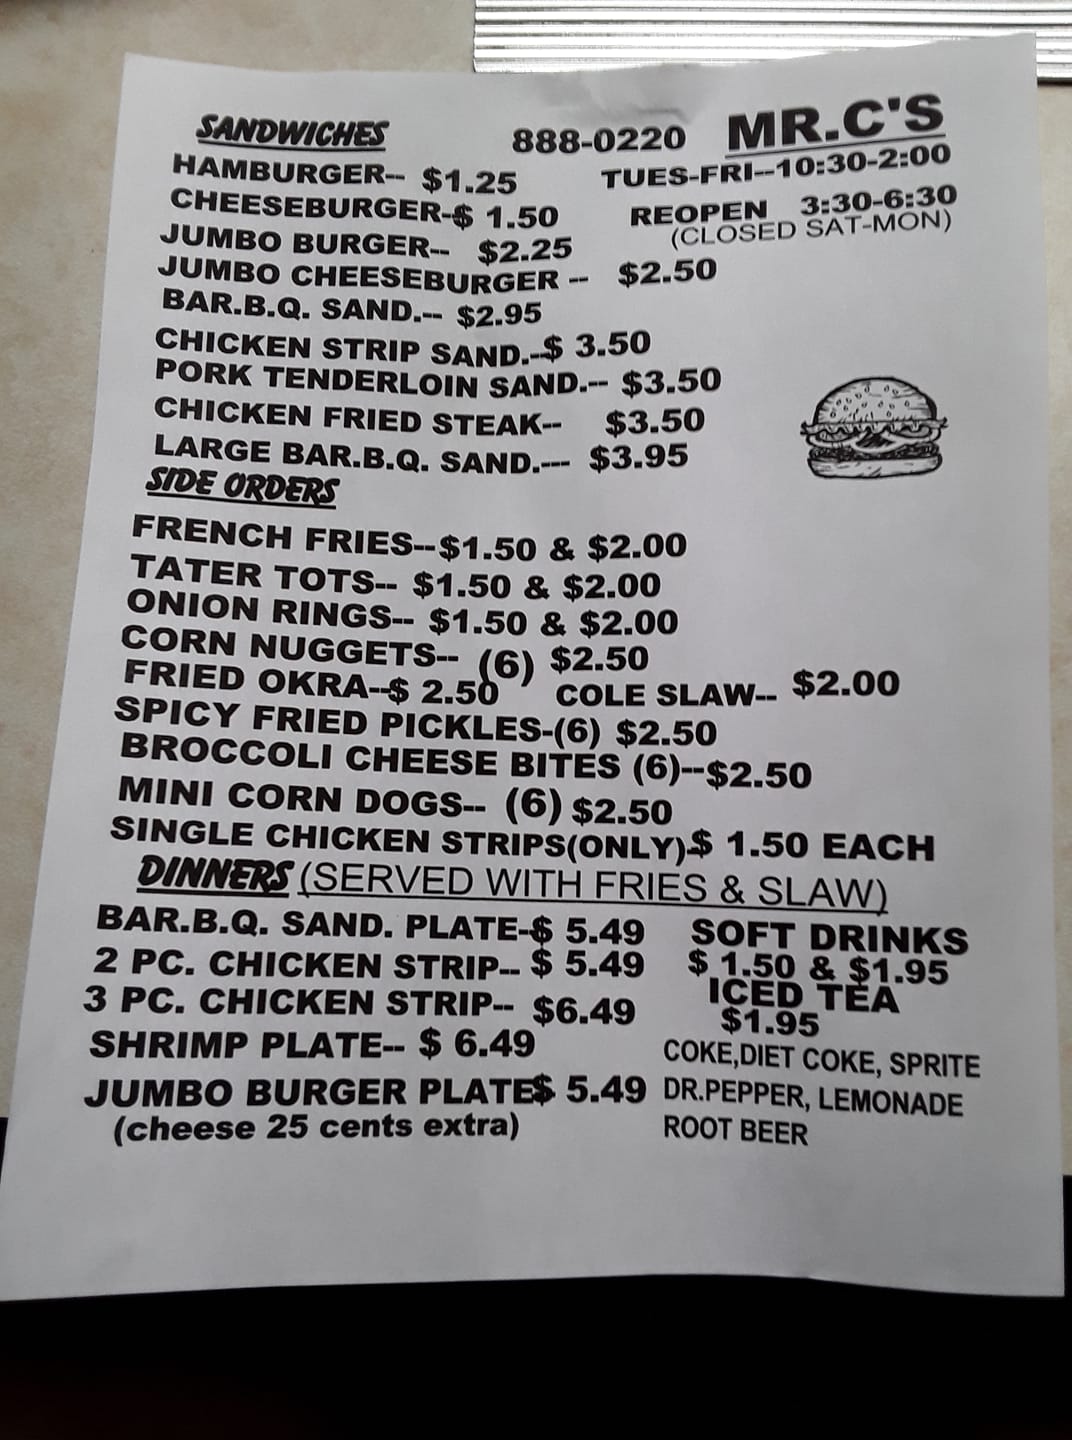 SANDWICHES 888-0220 MR.C'S
HAMBURGER-- $1.25 TUES-FRI--10:30-2:00
CHEESEBURGER-$ 1.50 REOPEN 3:30-6:30
(CLOSED SAT-MON)
JUMBO BURGER-- $2.25
JUMBO CHEESEBURGER -- $2.50
BAR.B.Q. SAND.-- $2.95
CHICKEN STRIP SAND.-$ 3.50
PORK TENDERLOIN SAND.-- $3.50
CHICKEN FRIED STEAK-- $3.50
LARGE BAR.B.Q. SAND.--- $3.95
SIDE ORDERS
FRENCH FRIES--$1.50 & $2.00
TATER TOTS-- $1.50 & $2.00
ONION RINGS-- $1.50 & $2.00
CORN NUGGETS-- (6) $2.50
FRIED OKRA--$ 2.50 COLE SLAW-- $2.00
SPICY FRIED PICKLES-(6) $2.50
BROCCOLI CHEESE BITES (6)--$2.50
MINI CORN DOGS-- (6) $2.50
SINGLE CHICKEN STRIPS(ONLY)$ 1.50 EACH
DINNERS (SERVED WITH FRIES & SLAW)
BAR.B.Q. SAND. PLATE-$ 5.49
2 PC. CHICKEN STRIP-- $ 5.49
3 PC. CHICKEN STRIP-- $6.49
SHRIMP PLATE-- $ 6.49
JUMBO BURGER PLATE$ 5.49
(cheese 25 cents extra)
SOFT DRINKS
$ 1.50 & $1.95
ICED TEA
$1.95
COKE,DIET COKE, SPRITE
DR.PEPPER, LEMONADE
ROOT BEER